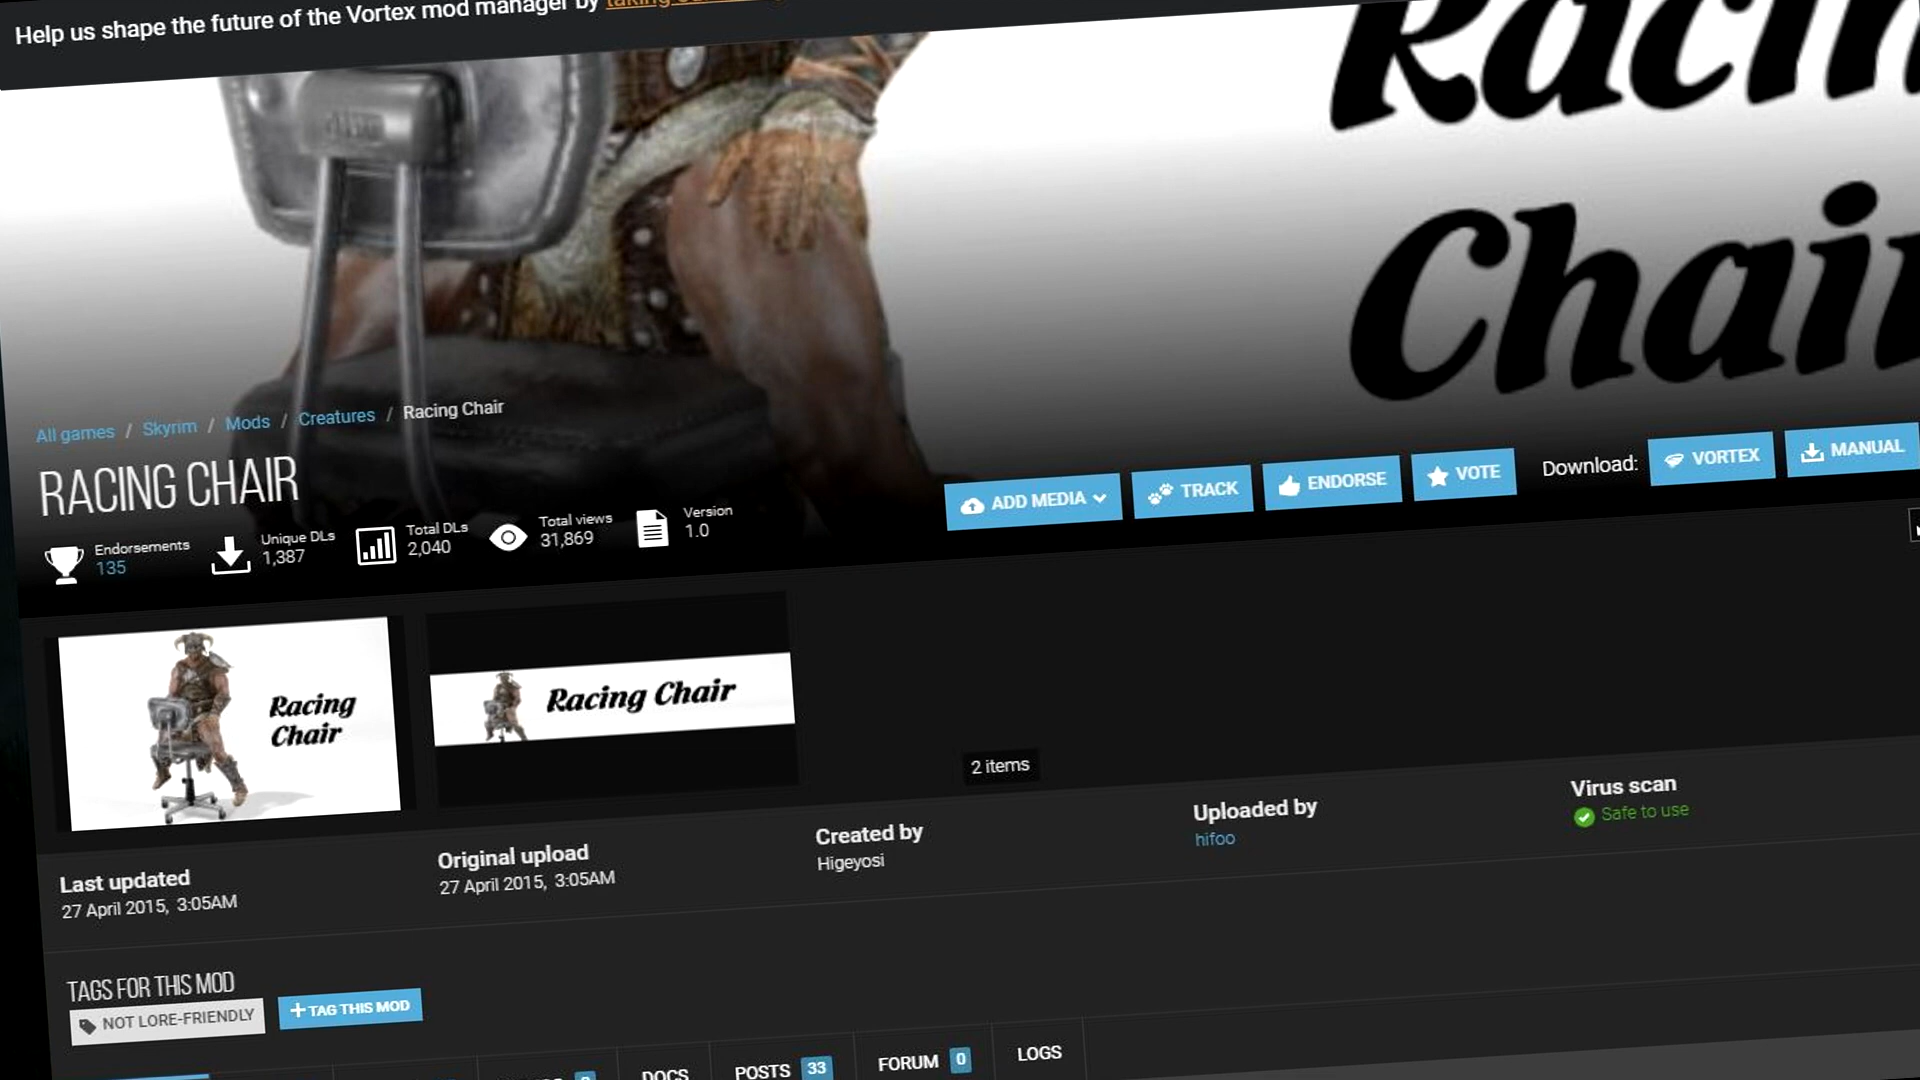 Help us shape the future of the Vortex mod manager by
Racin
Chair
All games / Skyrim / Mods / Creatures / Racing Chair
RACING CHAIR
Endorsements
135
Unique DLs
1,387
Total DLs
2,040
Total views
31,869
Version
1.0
ADD MEDIA
TRACK
ENDORSE
VOTE
Download:
VORTEX
MANUAL
Racing
Chair
Racing Chair
2 items
Last updated
27 April 2015, 3:05AM
Original upload
27 April 2015, 3:05AM
Created by
Higeyosi
Uploaded by
hifoo
Virus scan
Safe to use
TAGS FOR THIS MOD
NOT LORE-FRIENDLY
+ TAG THIS MOD
DOCS
POSTS 33
FORUM 0
LOGS